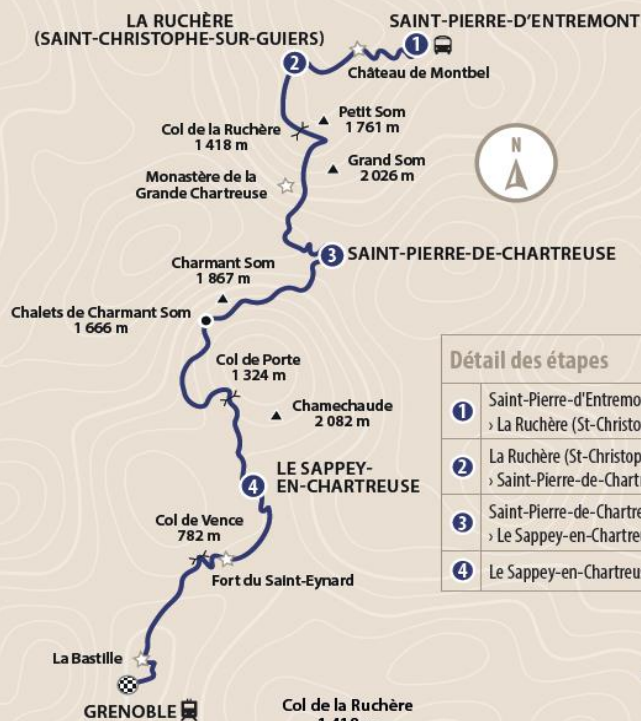 LA RUCHÈRE
(SAINT-CHRISTOPHE-SUR-GUIERS)
SAINT-PIERRE-D'ENTREMONT
2
1
Château de Montbel
Petit Som
1 761 m
Col de la Ruchère
1 418 m
Grand Som
2 026 m
N
Monastère de la
Grande Chartreuse
3
SAINT-PIERRE-DE-CHARTREUSE
Charmant Som
1 867 m
Chalets de Charmant Som
1 666 m
Col de Porte
1 324 m
Chamechaude
2 082 m
4
LE SAPPEY-
EN-CHARTREUSE
Col de Vence
782 m
Fort du Saint-Eynard
La Bastille
GRENOBLE
Détail des étapes
1 Saint-Pierre-d'Entremo
› La Ruchère (St-Christo
2 La Ruchère (St-Christop
› Saint-Pierre-de-Chartr
3 Saint-Pierre-de-Chartre
› Le Sappey-en-Chartre
4 Le Sappey-en-Chartreu
Col de la Ruchère